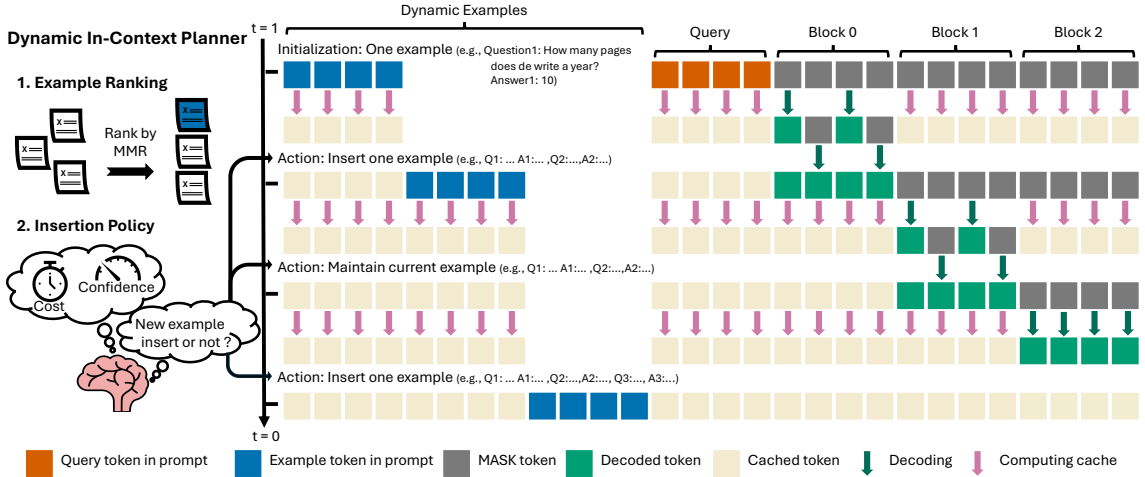 Dynamic In-Context Planner
1. Example Ranking
Rank by
MMR
2. Insertion Policy
Cost
Confidence
New example
insert or not ?
t = 1
Dynamic Examples
Query
Block 0
Block 1
Block 2
Initialization: One example (e.g., Question1: How many pages
does de write a year?
Answer1: 10)
Action: Insert one example (e.g., Q1: ... A1:... ,Q2:...,A2:...)
Action: Maintain current example (e.g., Q1: ... A1:... ,Q2:...,A2:...)
Action: Insert one example (e.g., Q1: ... A1:... ,Q2:...,A2:..., Q3:..., A3:...)
t = 0
Query token in prompt
Example token in prompt
MASK token
Decoded token
Cached token
Decoding
Computing cache